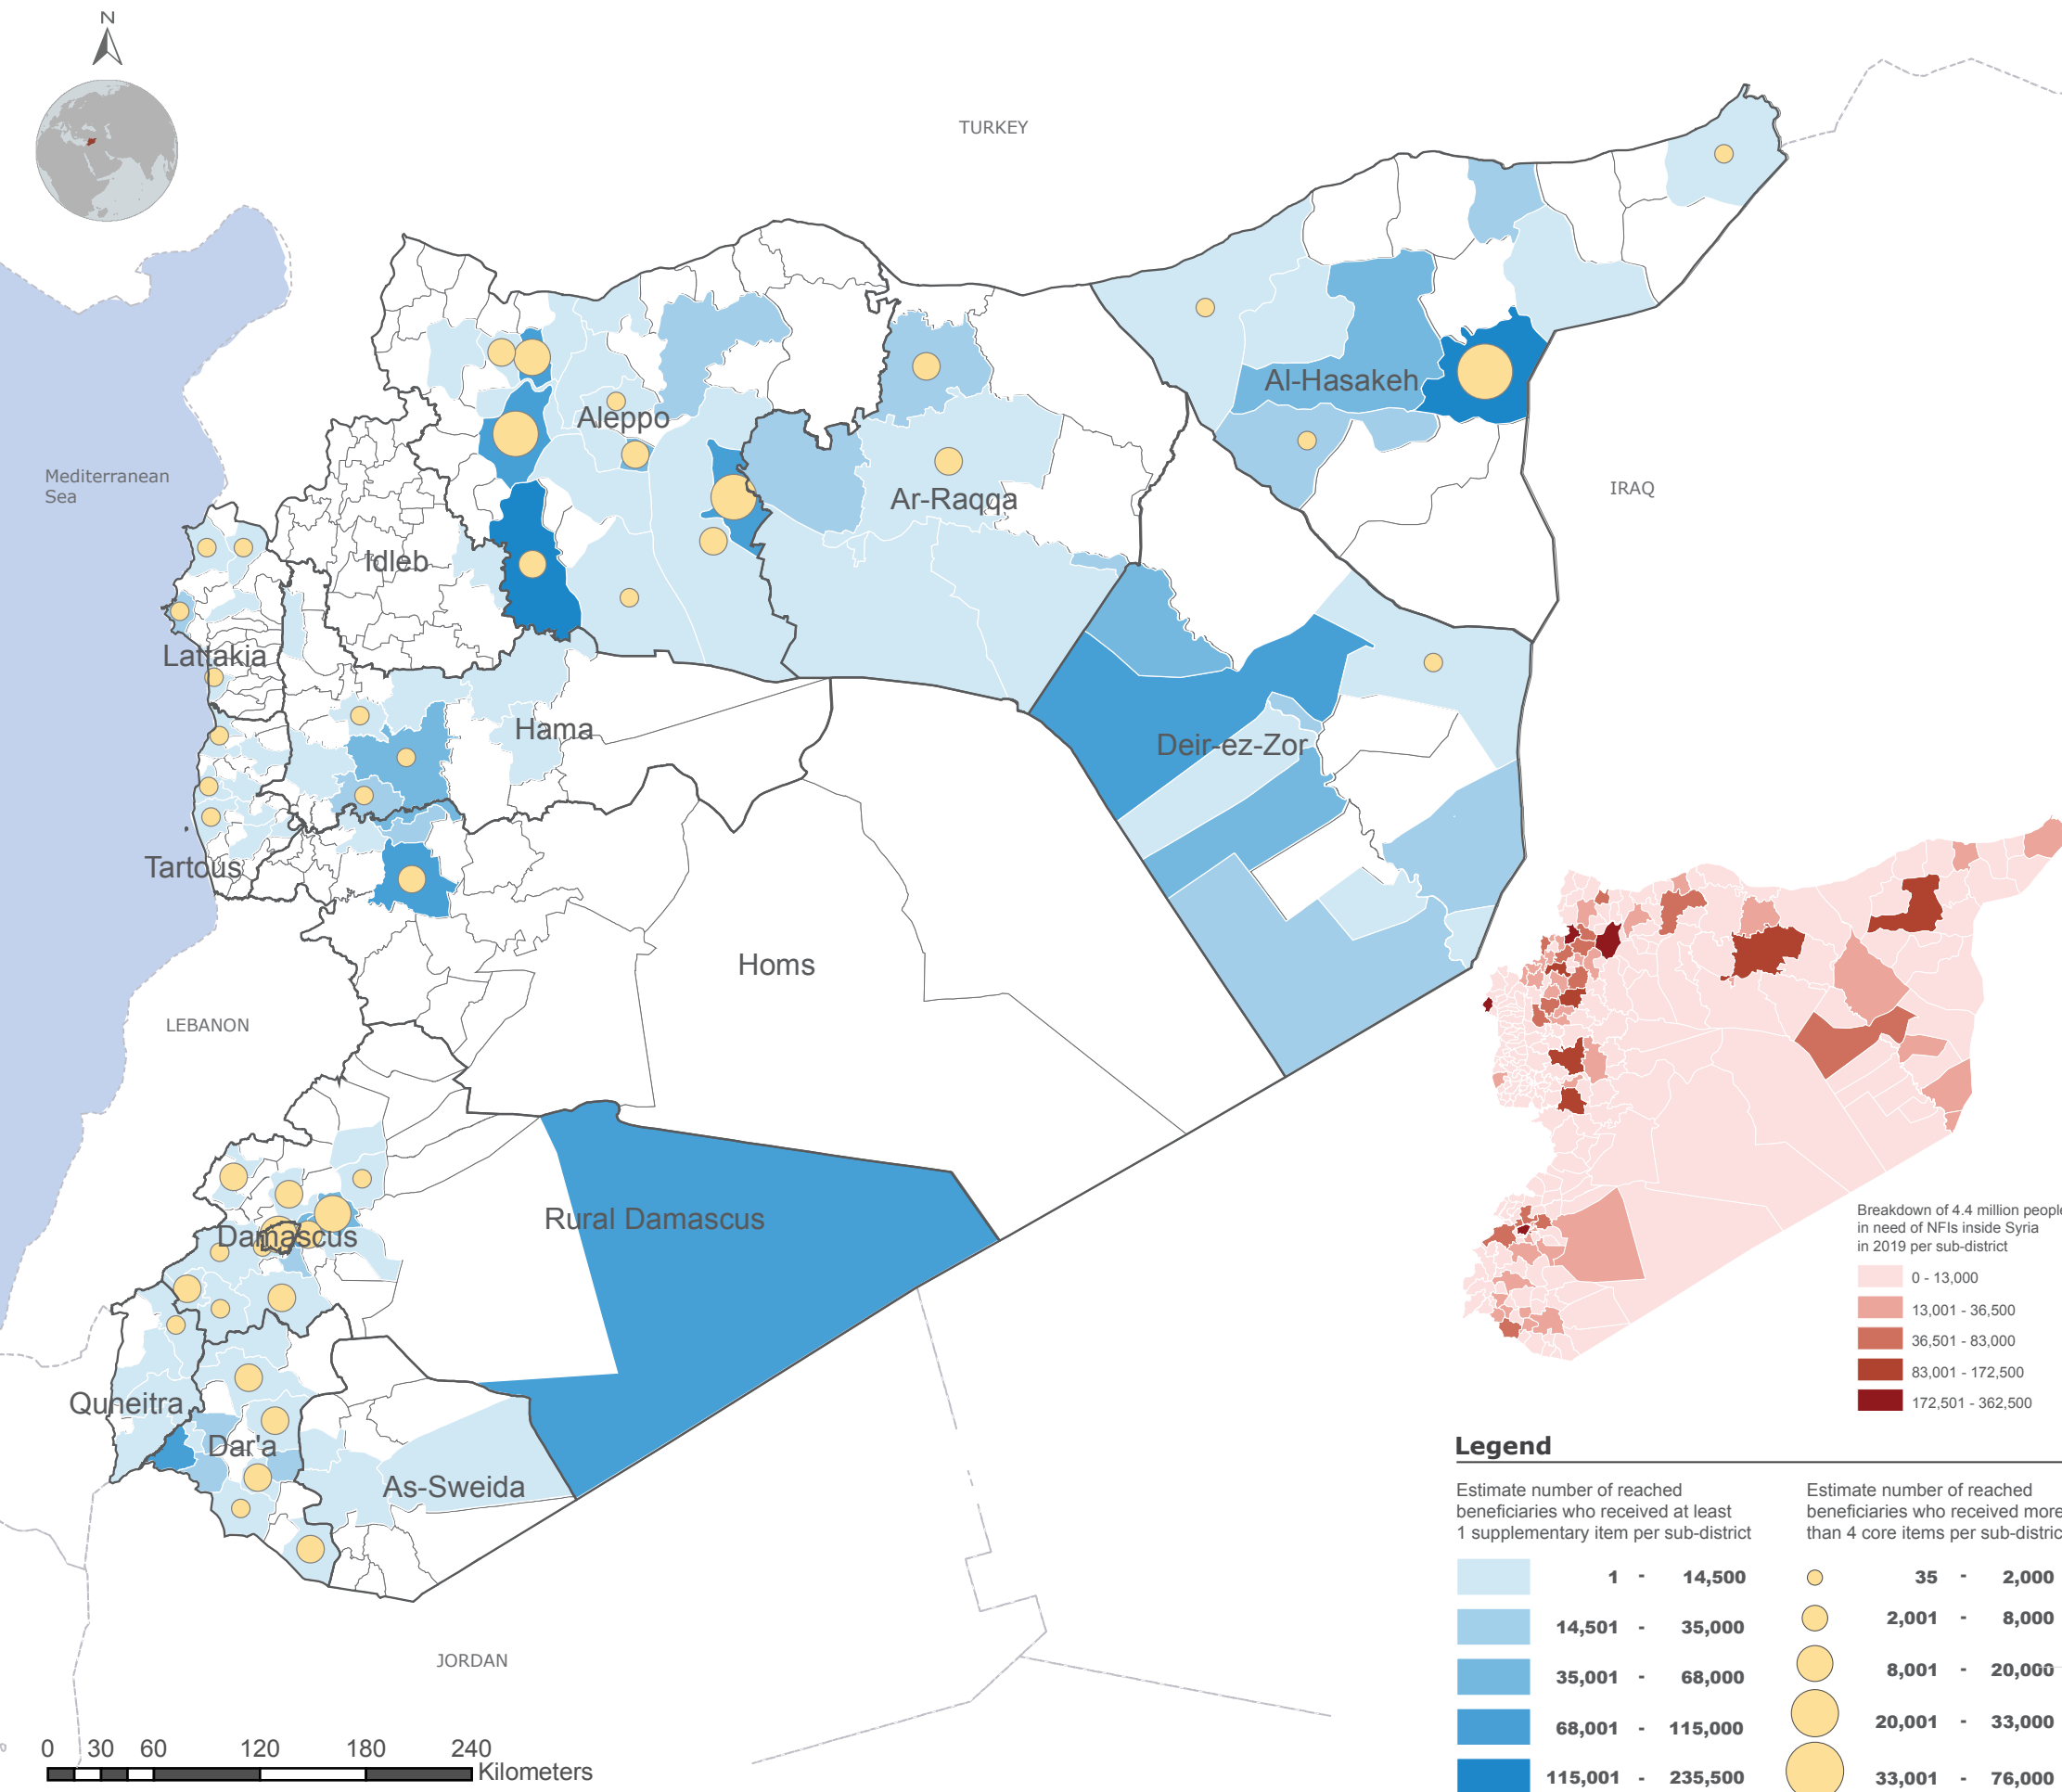 N
TURKEY
Al-Hasakeh
Aleppo
Mediterranean
Sea
IRAQ
Ar-Raqqa
Idleb
Lattakia
Hama
Deir-ez-Zor
Tartous
Homs
LEBANON
Rural Damascus
Damascus
Quneitra
Dar'a
As-Sweida
JORDAN
Breakdown of 4.4 million people
in need of NFIs inside Syria
in 2019 per sub-district
0 - 13,000
13,001 - 36,500
36,501 - 83,000
83,001 - 172,500
172,501 - 362,500
Legend
Estimate number of reached
beneficiaries who received at least
1 supplementary item per sub-district
1 - 14,500
14,501 - 35,000
35,001 - 68,000
68,001 - 115,000
115,001 - 235,500
Estimate number of reached
beneficiaries who received more
than 4 core items per sub-distric
35 - 2,000
2,001 - 8,000
8,001 - 20,000
20,001 - 33,000
33,001 - 76,000
0 30 60 120 180 240
Kilometers